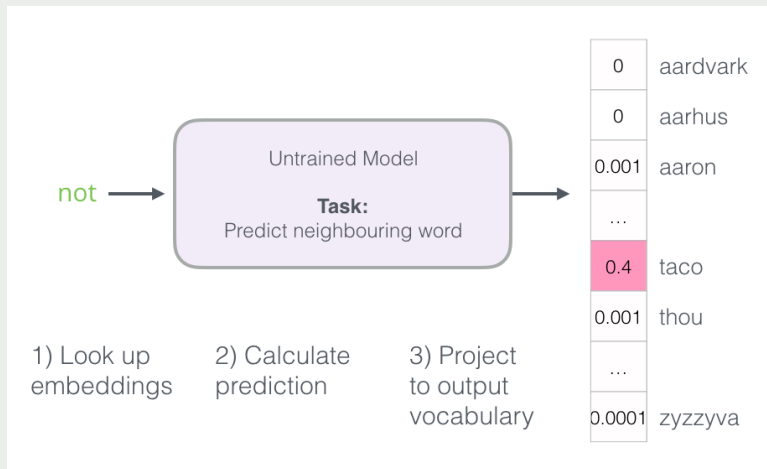 not
Untrained Model
Task:
Predict neighbouring word
0 aardvark
0 aarhus
0.001 aaron
...
0.4 taco
0.001 thou
...
0.0001 zyzzyva
1) Look up
embeddings
2) Calculate
prediction
3) Project
to output
vocabulary